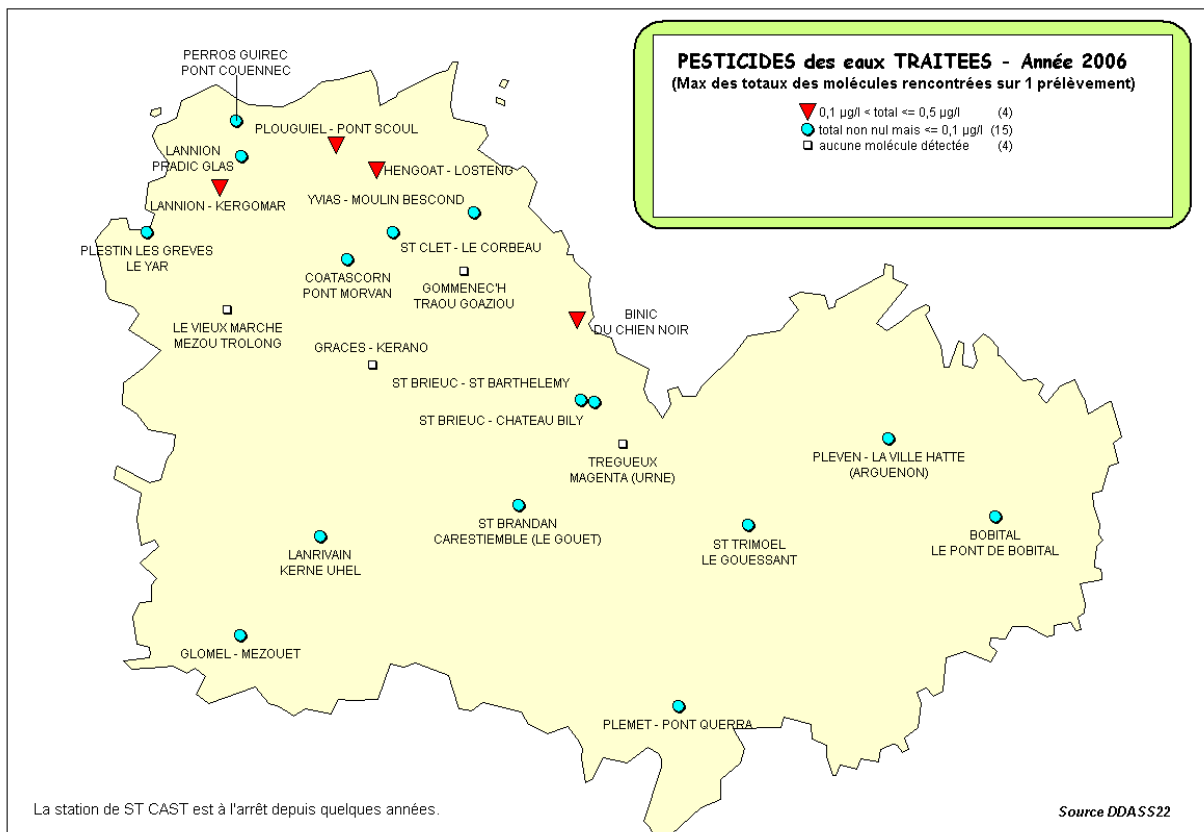 PESTICIDES des eaux TRAITEES - Année 2006
(Max des totaux des molécules rencontrées sur 1 prélèvement)
0,1 µg/l < total <= 0,5 µg/l (4)
total non nul mais <= 0,1 µg/l (15)
aucune molécule détectée (4)
PERROS GUIREC
PONT COUENNEC
PLOUGUIEL - PONT SCOUL
LANNION
PRADIC GLAS
HENGOAT - LOSTENG
LANNION - KERGOMAR
YVIAS - MOULIN BESCOND
PLESTIN LES GREVES
LE YAR
ST CLET - LE CORBEAU
COATASCORN
PONT MORVAN
GOMMENEC'H
TRAOU GOAZIOU
LE VIEUX MARCHE
MEZOU TROLONG
BINIC
DU CHIEN NOIR
GRACES - KERANO
ST BRIEUC - ST BARTHELEMY
ST BRIEUC - CHATEAU BILY
TREGUEUX
MAGENTA (URNE)
PLEVEN - LA VILLE HATTE
(ARGUENON)
ST BRANDAN
CARESTIEMBLE (LE GOUET)
ST TRIMOEL
LE GOUESSANT
BOBITAL
LE PONT DE BOBITAL
LANRIVAIN
KERNE UHEL
GLOMEL - MEZOUET
PLEMET - PONT QUERRA
La station de ST CAST est à l'arrêt depuis quelques années.
Source DDASS22